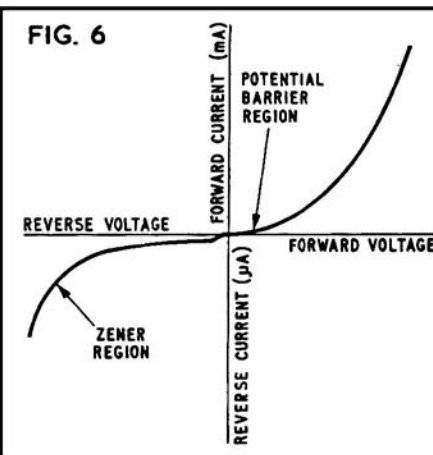 FIG. 6
FORWARD CURRENT (mA)
POTENTIAL
BARRIER
REGION
REVERSE VOLTAGE
FORWARD VOLTAGE
ZENER
REGION
REVERSE CURRENT (µA)